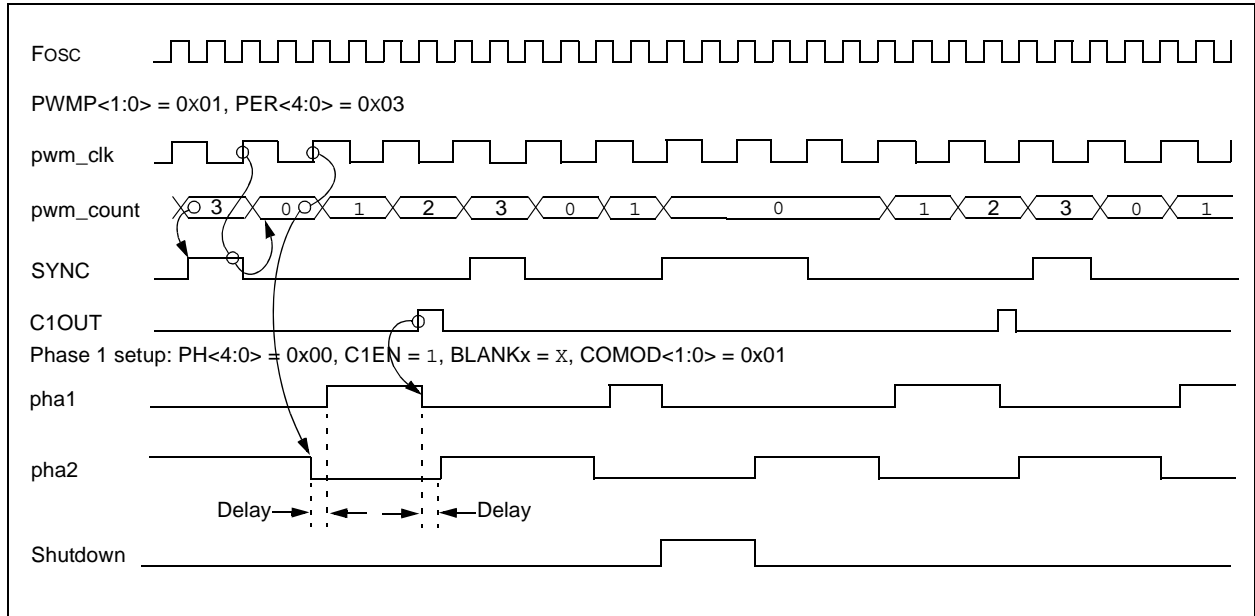 FOSC
PWMP<1:0> = 0X01, PER<4:0> = 0X03
pwm_clk
pwm_count 3 0 1 2 3 0 1 0 1 2 3 0 1
SYNC
C1OUT
Phase 1 setup: PH<4:0> = 0x00, C1EN = 1, BLANKx = X, COMOD<1:0> = 0x01
pha1
pha2
Delay Delay
Shutdown